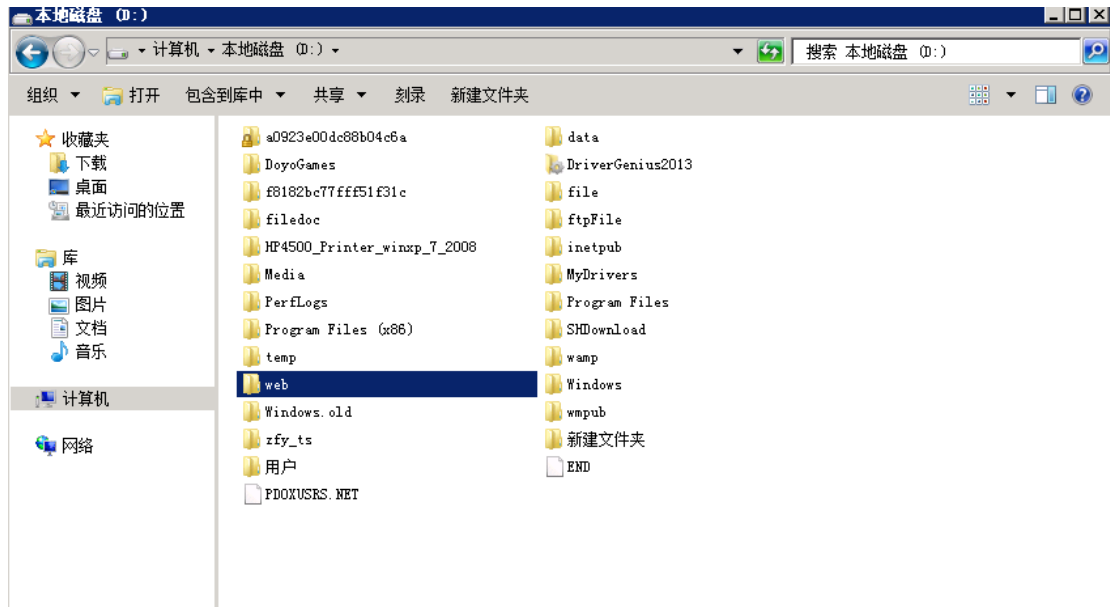 本地磁盘 (D:)
计算机 本地磁盘 (D:)
搜索 本地磁盘 (D:)
组织 打开 包含到库中 共享 刻录 新建文件夹
收藏夹
下载
桌面
最近访问的位置
库
视频
图片
文档
音乐
计算机
网络
a0923e00dc88b04c6a
DoyoGames
f8182bc77fff51f31c
filedoc
HP4500_Printer_winxp_7_2008
Media
PerfLogs
Program Files (x86)
temp
web
Windows.old
zfy_ts
用户
PDOXUSRS.NET
data
DriverGenius2013
file
ftpFile
inetpub
MyDrivers
Program Files
SHDownload
wamp
Windows
wmpub
新建文件夹
END